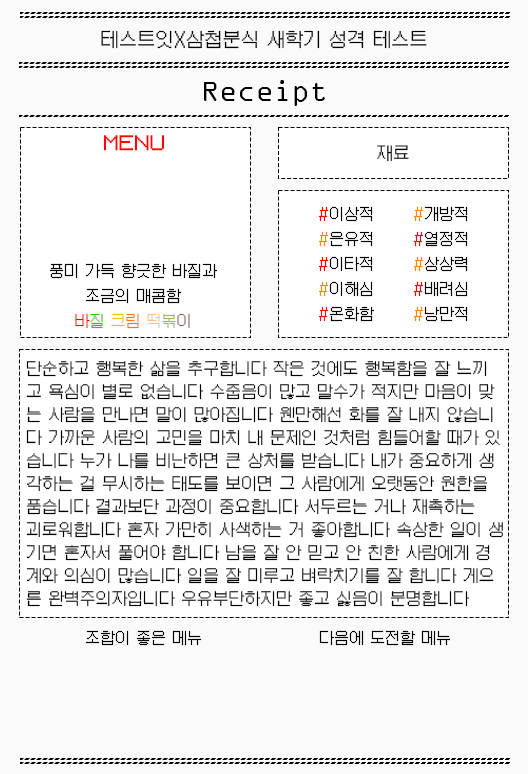 테스트잇X삼첩분식 새학기 성격 테스트
Receipt
MENU
풍미 가득 향긋한 바질과
조금의 매콤함
바질 크림 떡볶이
재료
#이상적 #개방적
#은유적 #열정적
#이타적 #상상력
#이해심 #배려심
#온화함 #낭만적
단순하고 행복한 삶을 추구합니다 작은 것에도 행복함을 잘 느끼
고 욕심이 별로 없습니다 수줍음이 많고 말수가 적지만 마음이 맞
는 사람을 만나면 말이 많아집니다 웬만해선 화를 잘 내지 않습니
다 가까운 사람의 고민을 마치 내 문제인 것처럼 힘들어할 때가 있
습니다 누가 나를 비난하면 큰 상처를 받습니다 내가 중요하게 생
각하는 걸 무시하는 태도를 보이면 그 사람에게 오랫동안 원한을
품습니다 결과보단 과정이 중요합니다 서두르는 거나 재촉하는
괴로워합니다 혼자 가만히 사색하는 거 좋아합니다 속상한 일이 생
기면 혼자서 풀어야 합니다 남을 잘 안 믿고 안 친한 사람에게 경
계와 의심이 많습니다 일을 잘 미루고 벼락치기를 잘 합니다 게으
른 완벽주의자입니다 우유부단하지만 좋고 싫음이 분명합니다
조합이 좋은 메뉴
다음에 도전할 메뉴